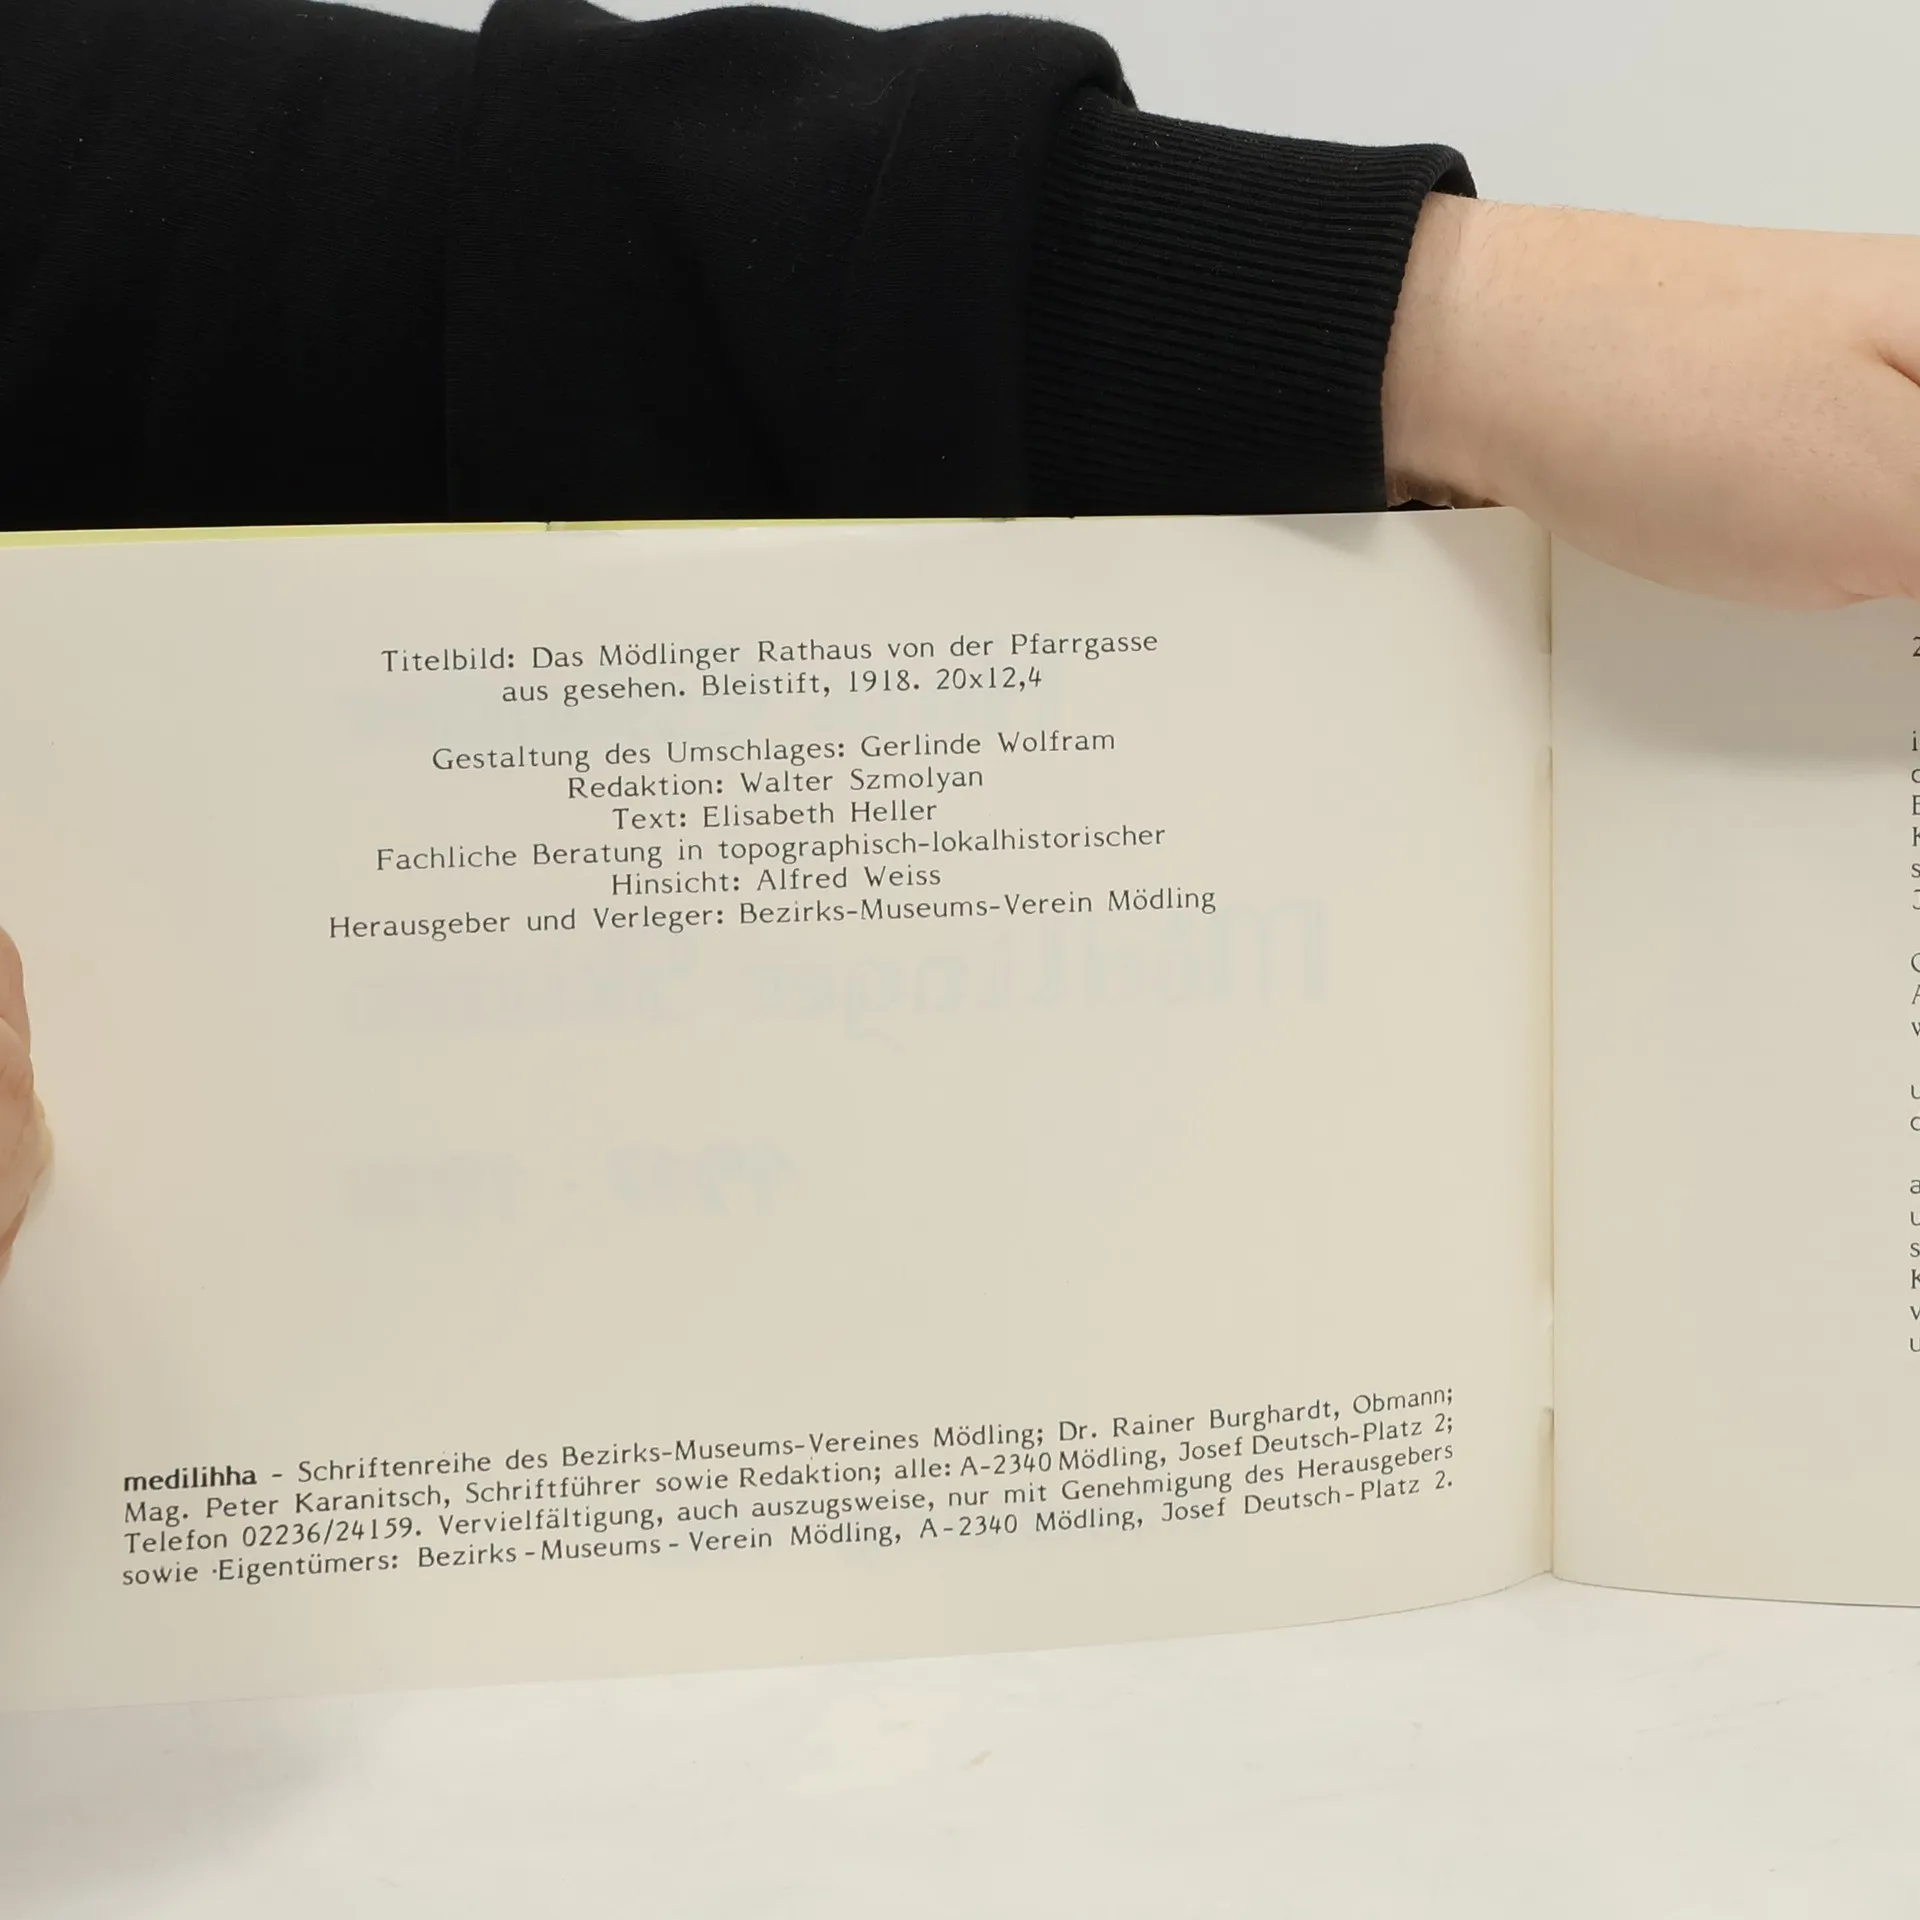 Titelbild: Das Mödlinger Rathaus von der Pfarrgasse
aus gesehen. Bleistift, 1918. 20x12,4
Gestaltung des Umschlages: Gerlinde Wolfram
Redaktion: Walter Szmolyan
Text: Elisabeth Heller
Fachliche Beratung in topographisch-lokalhistorischer
Hinsicht: Alfred Weiss
Herausgeber und Verleger: Bezirks-Museums-Verein Mödling
medilihha - Schriftenreihe des Bezirks-Museums-Vereines Mödling; Dr. Rainer Burghardt, Obmann;
Mag. Peter Karanitsch, Schriftführer sowie Redaktion; alle: A-2340 Mödling, Josef Deutsch-Platz 2;
Telefon 02236/24159. Vervielfältigung, auch auszugsweise, nur mit Genehmigung des Herausgebers
sowie ·Eigentümers: Bezirks-Museums-Verein Mödling, A-2340 Mödling, Josef Deutsch-Platz 2.